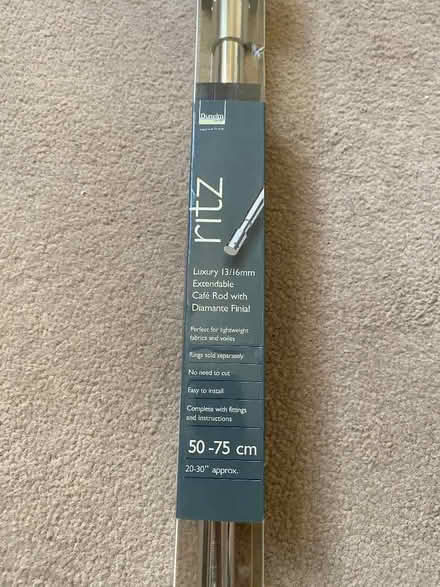 Dunelm
ritz
Luxury 13/16mm
Extendable
Café Rod with
Diamante Finial
Perfect for lightweight
fabrics and voiles
Rings sold separately
No need to cut
Easy to install
Complete with fittings
and instructions
50 -75 cm
20-30" approx.